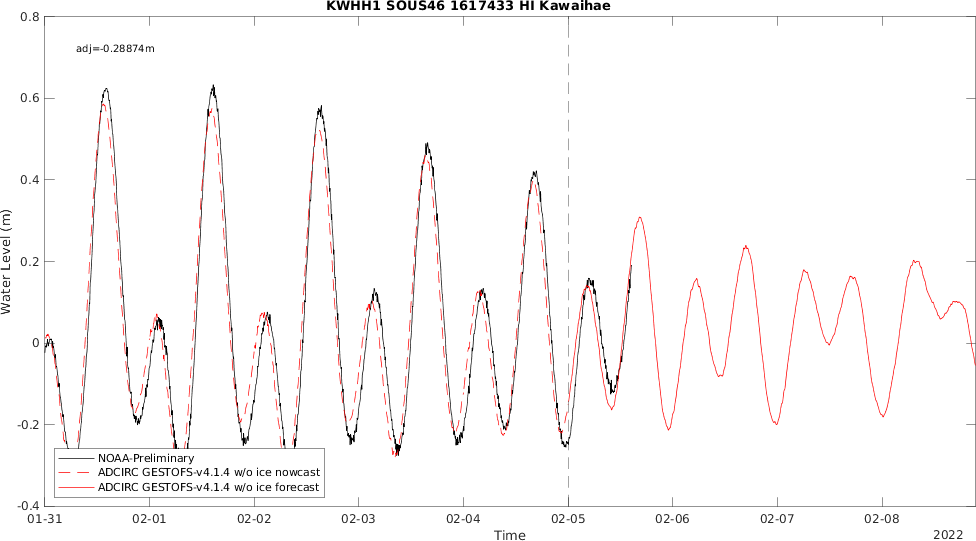 KWHH1 SOUS46 1617433 HI Kawaihae
adj=-0.28874m
0.8
0.6
0.4
0.2
0
-0.2
-0.4
Water Level (m)
NOAA-Preliminary
ADCIRC GESTOFS-v4.1.4 w/o ice nowcast
ADCIRC GESTOFS-v4.1.4 w/o ice forecast
01-31 02-01 02-02 02-03 02-04 02-05 02-06 02-07 02-08
Time
2022